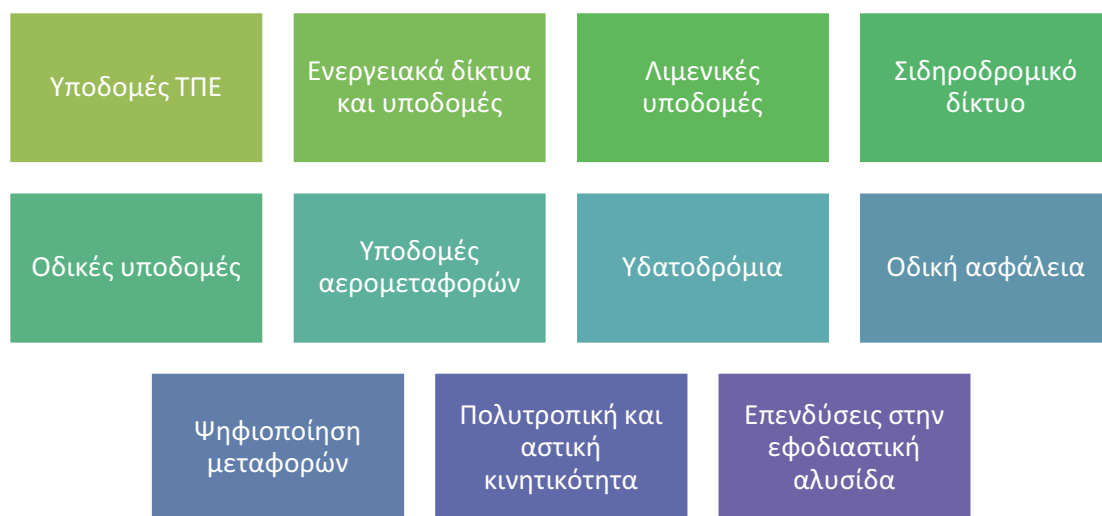 Υποδομές ΤΠΕ
Ενεργειακά δίκτυα
και υποδομές
Λιμενικές
υποδομές
Σιδηροδρομικό
δίκτυο
Οδικές υποδομές
Υποδομές
αερομεταφορών
Υδατοδρόμια
Οδική ασφάλεια
Ψηφιοποίηση
μεταφορών
Πολυτροπική και
αστική
κινητικότητα
Επενδύσεις στην
εφοδιαστική
αλυσίδα